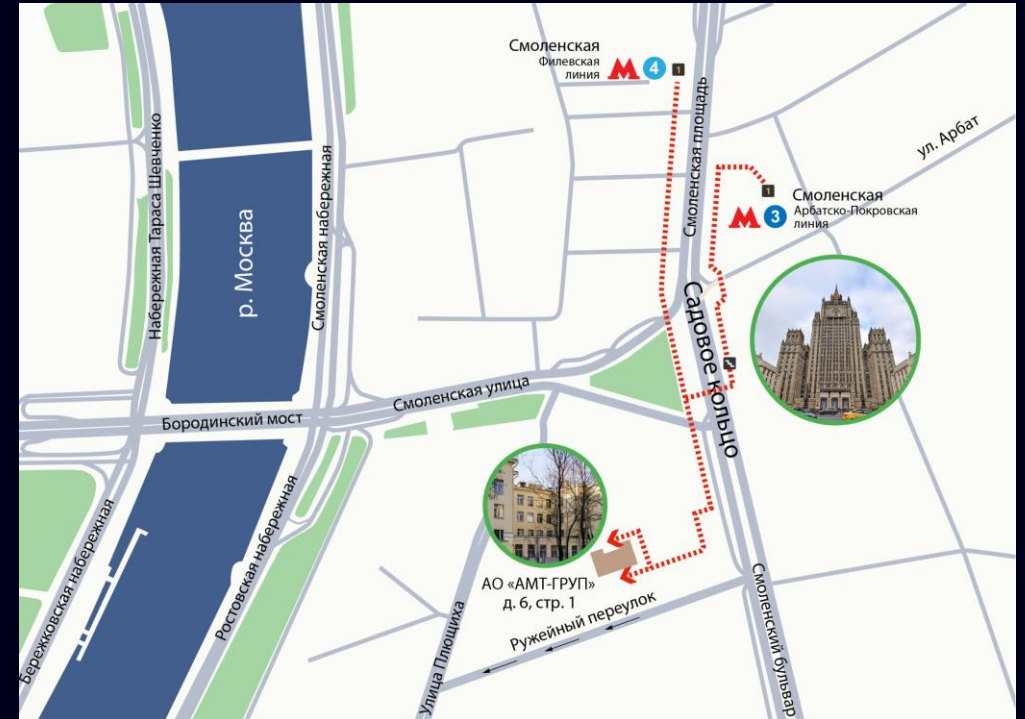 Смоленская
Филевская
линия
М 4
1
Смоленская площадь
ул. Арбат
1
Смоленская
Арбатско-Покровская
линия
М 3
Набережная Тараса Шевченко
р. Москва
Смоленская набережная
Садовое кольцо
Смоленская улица
Бородинский мост
Бережковская набережная
Ростовская набережная
АО «АМТ-ГРУП»
д. 6, стр. 1
Ружейный переулок
Улица Плющиха
Смоленский бульвар